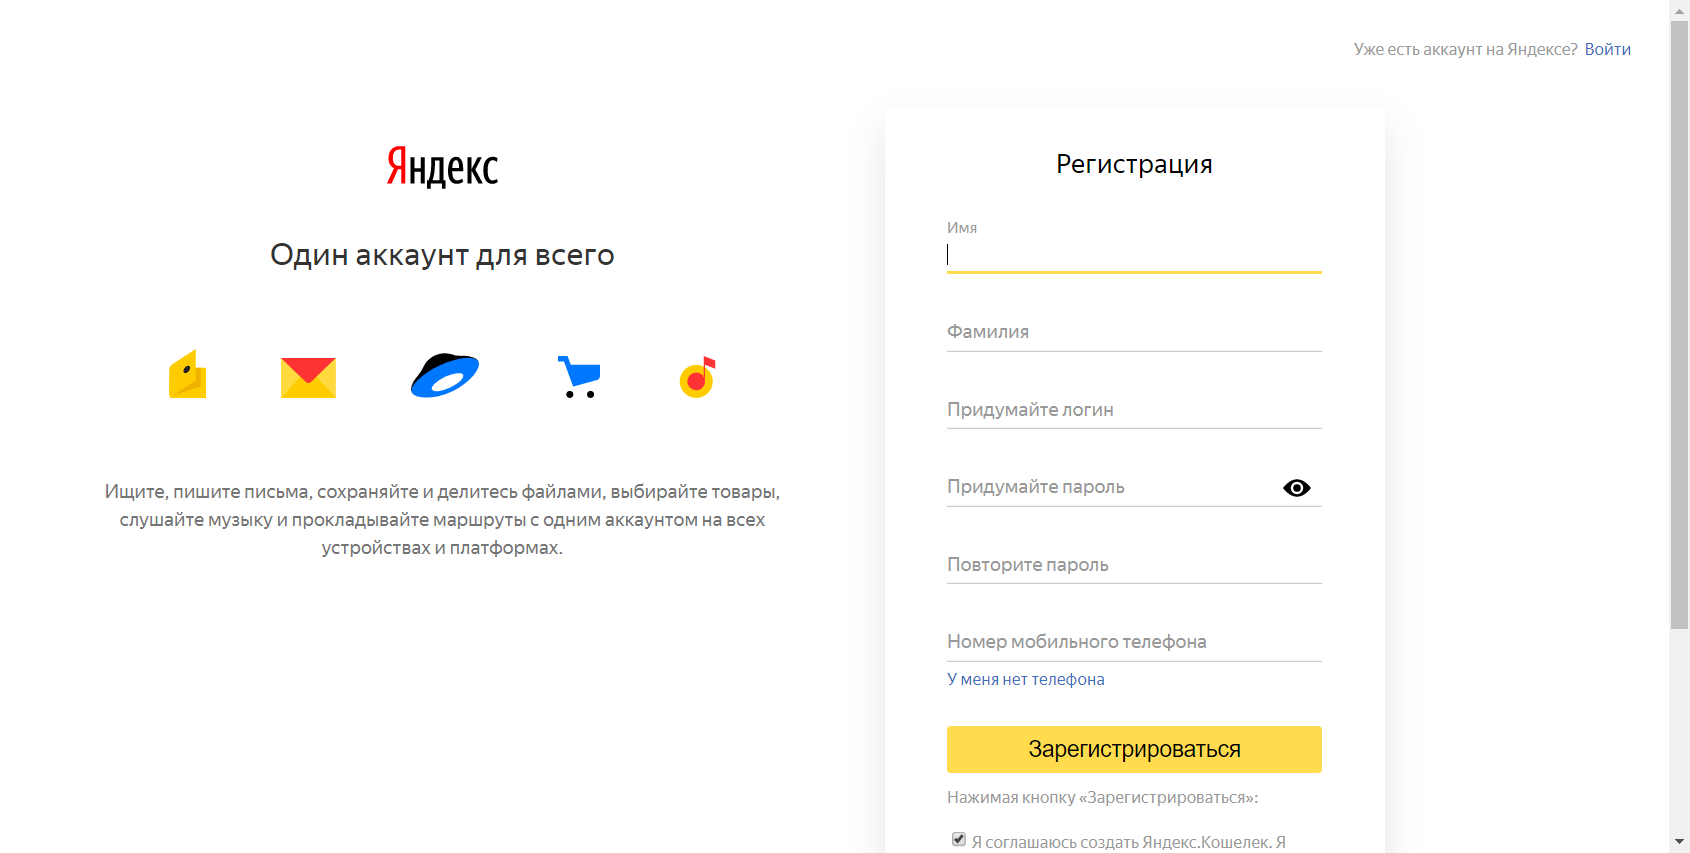 Уже есть аккаунт на Яндексе? Войти
Яндекс
Один аккаунт для всего
Ищите, пишите письма, сохраняйте и делитесь файлами, выбирайте товары,
слушайте музыку и прокладывайте маршруты с одним аккаунтом на всех
устройствах и платформах.
Регистрация
Имя
Фамилия
Придумайте логин
Придумайте пароль
Повторите пароль
Номер мобильного телефона
У меня нет телефона
Зарегистрироваться
Нажимая кнопку «Зарегистрироваться»:
Я соглашаюсь создать Яндекс.Кошелек. Я